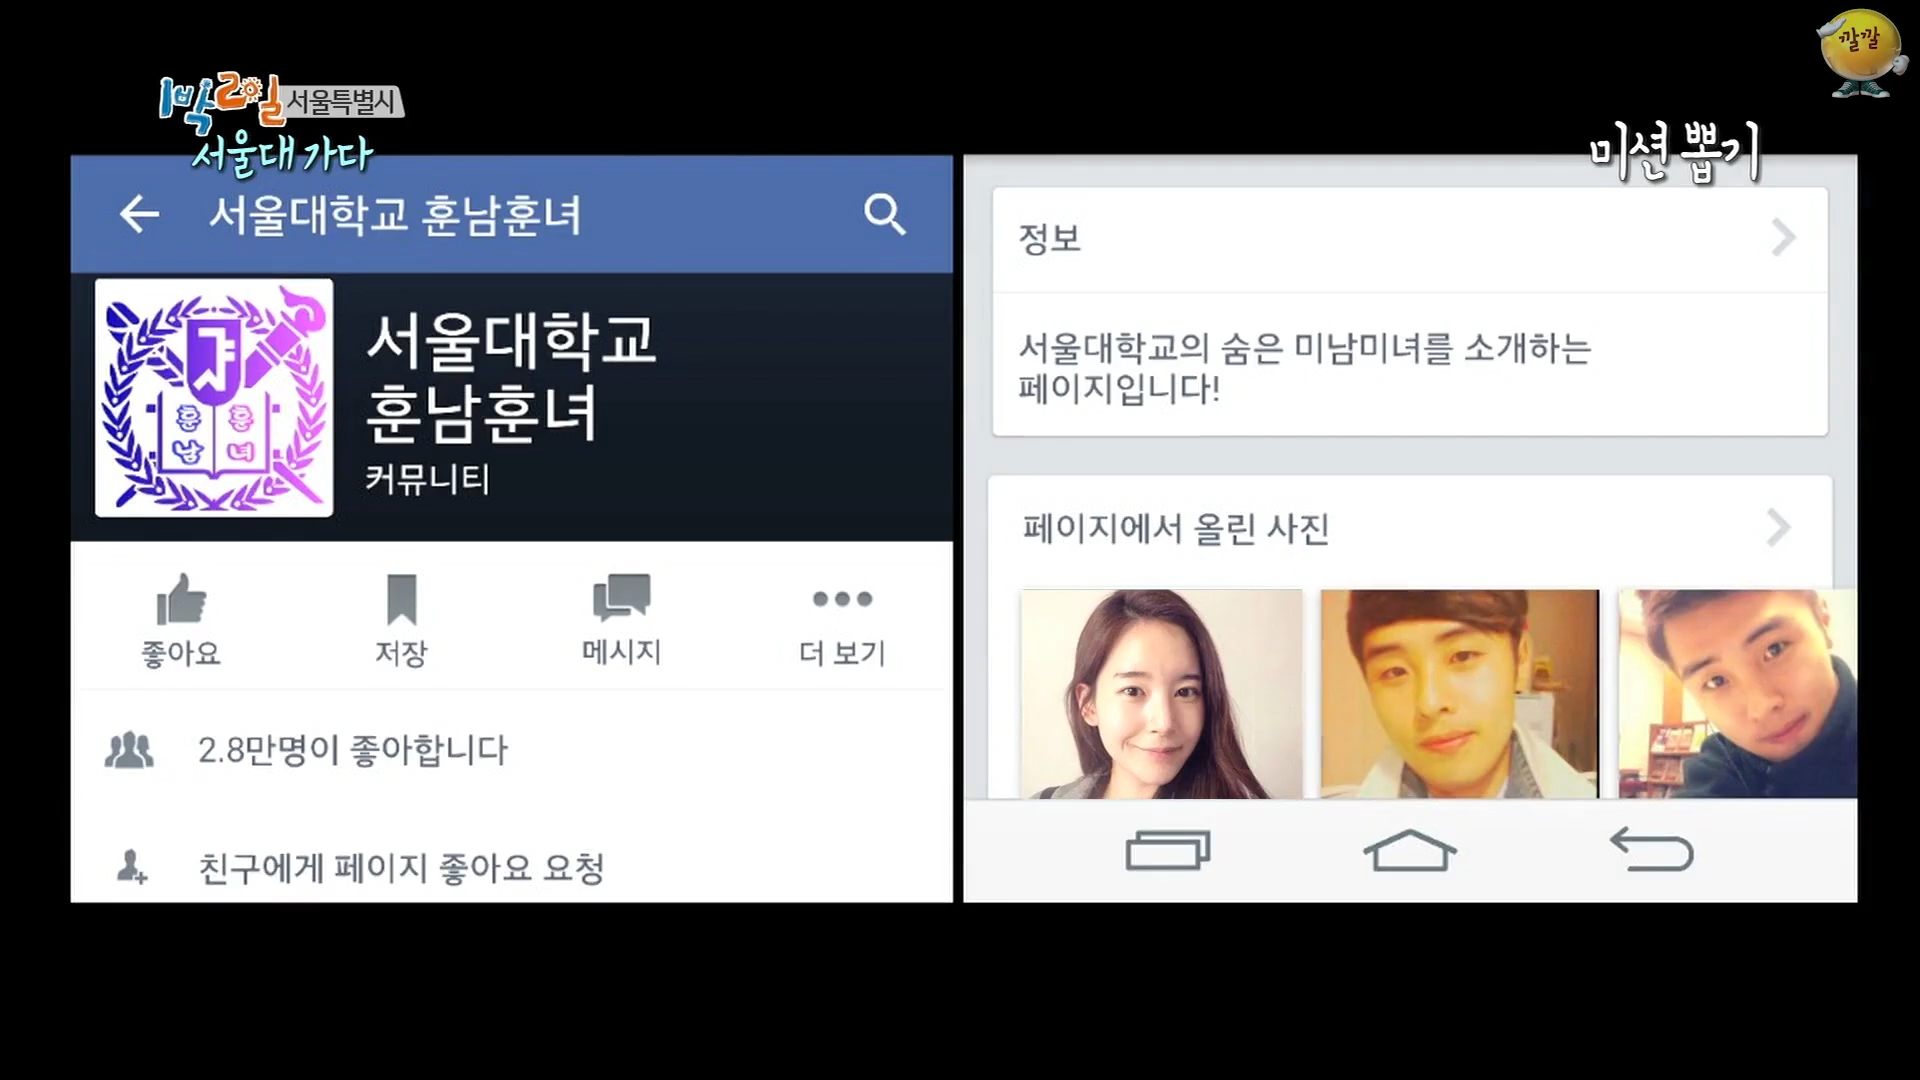 깔깔
1박2일 서울특별시
서울대 가다
미션 뽑기
서울대학교 훈남훈녀
서울대학교
훈남훈녀
커뮤니티
훈 훈
남 녀
좋아요 저장 메시지 더 보기
2.8만명이 좋아합니다
친구에게 페이지 좋아요 요청
정보
서울대학교의 숨은 미남미녀를 소개하는
페이지입니다!
페이지에서 올린 사진